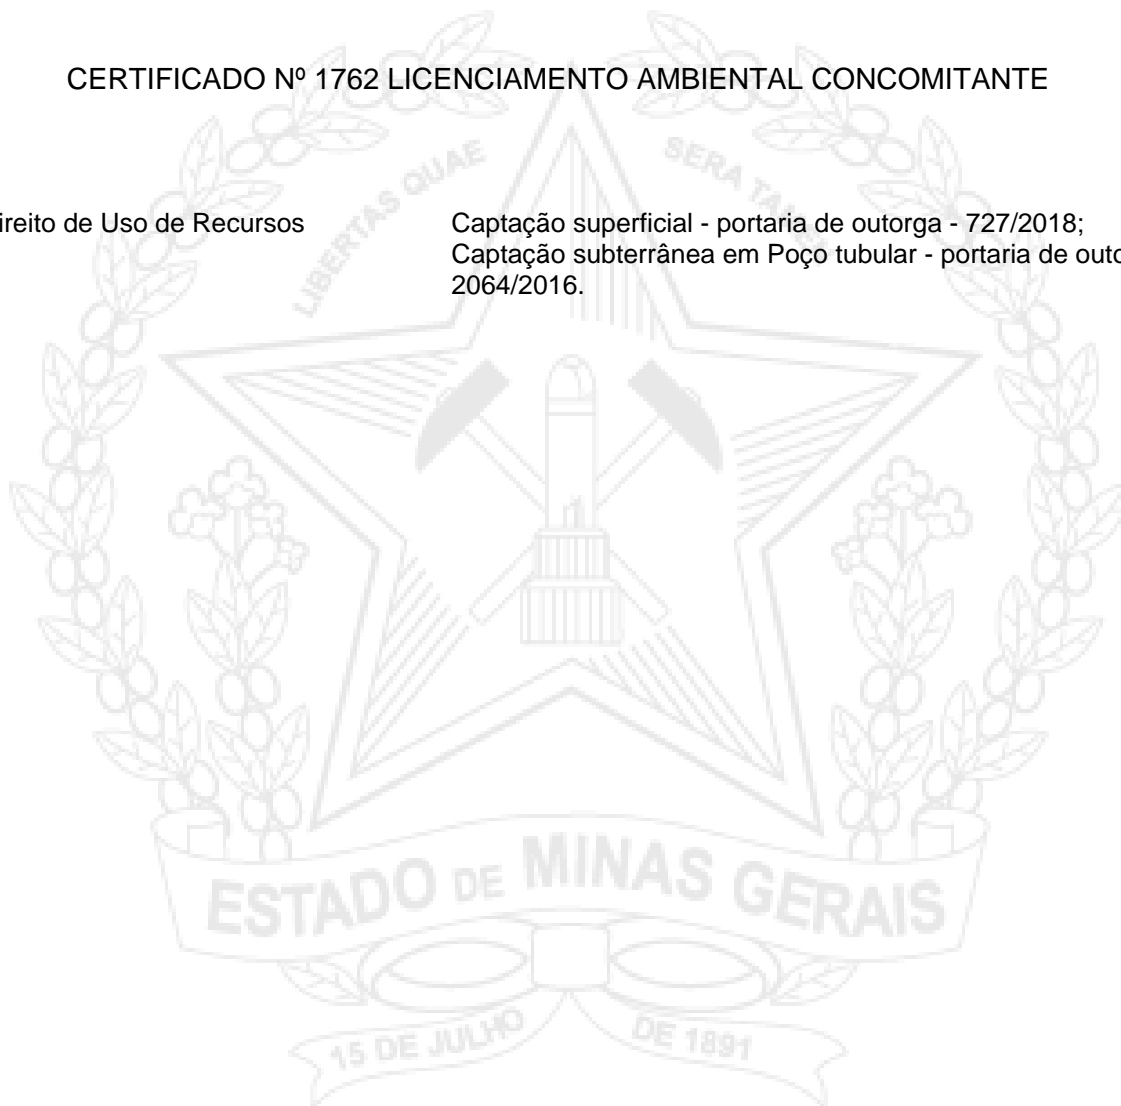 CERTIFICADO Nº 1762 LICENCIAMENTO AMBIENTAL CONCOMITANTE
LIBERTAS QUAE SERA TAMEN
ireito de Uso de Recursos Captação superficial - portaria de outorga - 727/2018;
Captação subterrânea em Poço tubular - portaria de outo
2064/2016.
ESTADO DE MINAS GERAIS
15 DE JULHO DE 1891